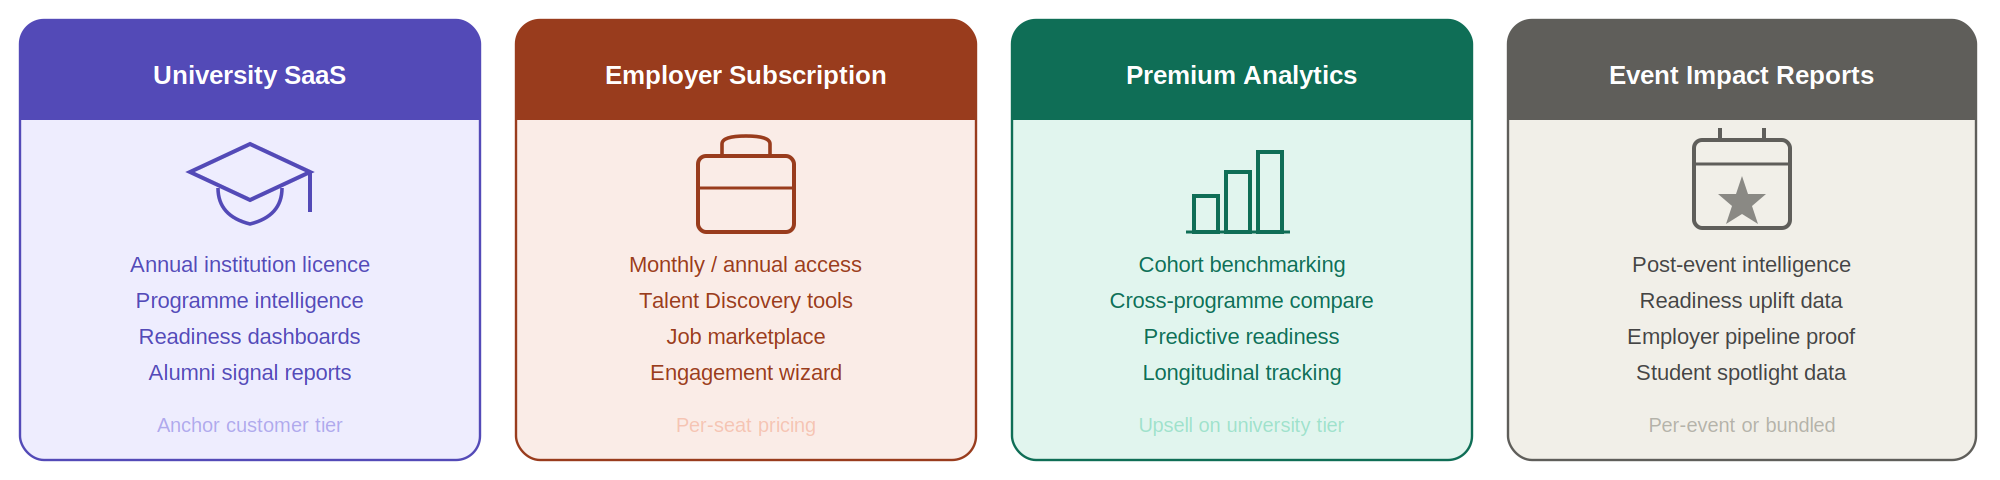 University SaaS
Annual institution licence
Programme intelligence
Readiness dashboards
Alumni signal reports
Anchor customer tier
Employer Subscription
Monthly / annual access
Talent Discovery tools
Job marketplace
Engagement wizard
Per-seat pricing
Premium Analytics
Cohort benchmarking
Cross-programme compare
Predictive readiness
Longitudinal tracking
Upsell on university tier
Event Impact Reports
Post-event intelligence
Readiness uplift data
Employer pipeline proof
Student spotlight data
Per-event or bundled